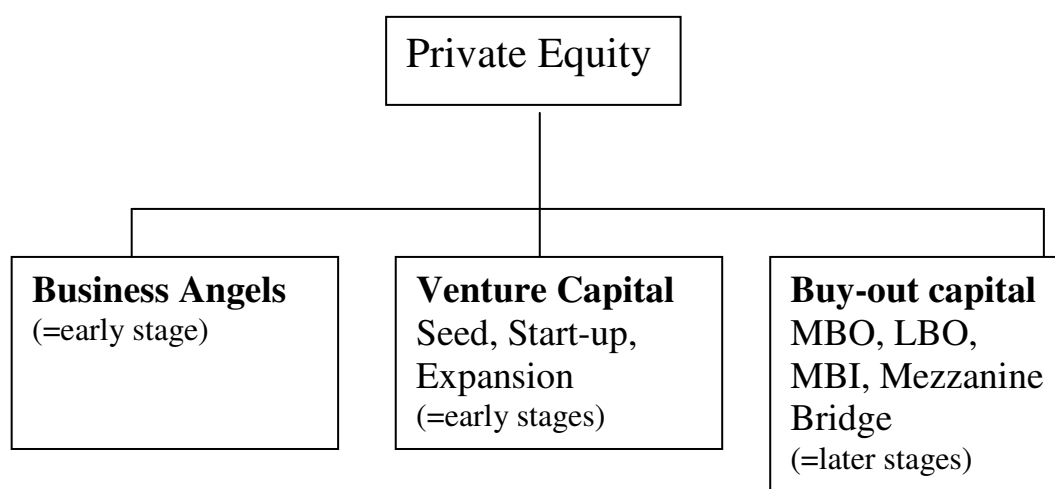 Private Equity
Business Angels
(=early stage)
Venture Capital
Seed, Start-up,
Expansion
(=early stages)
Buy-out capital
MBO, LBO,
MBI, Mezzanine
Bridge
(=later stages)